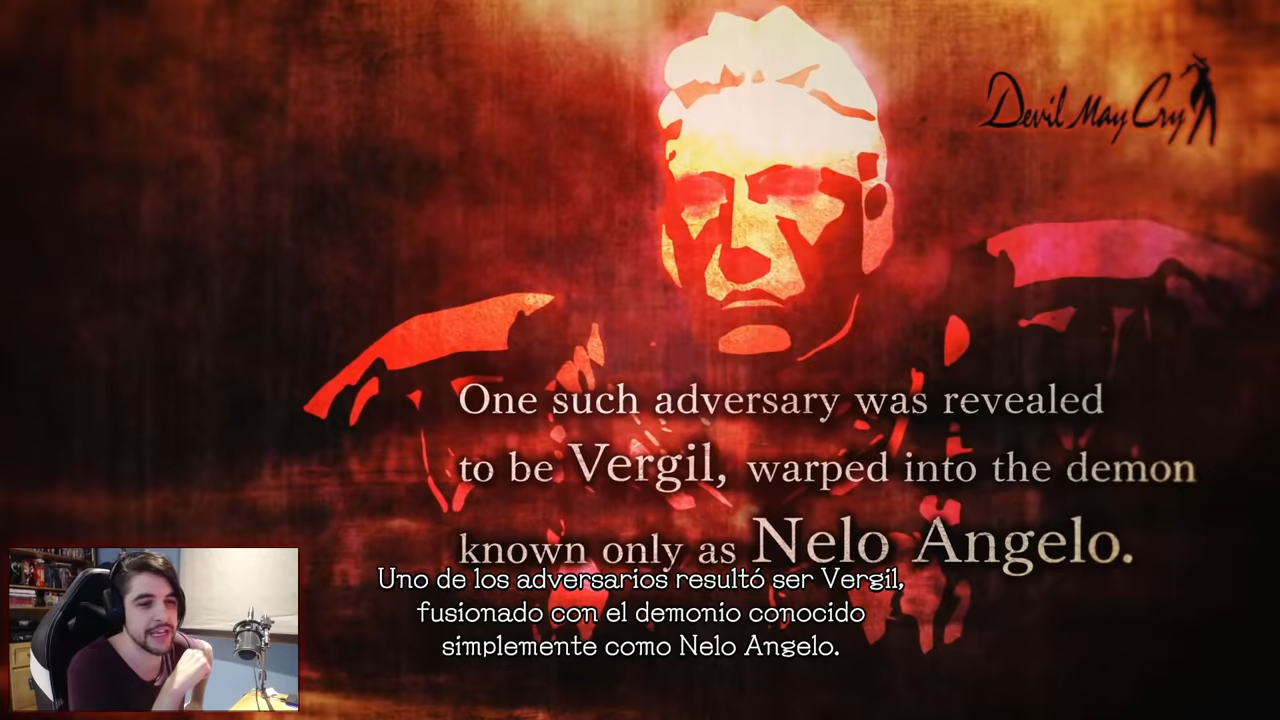 Devil May Cry
One such adversary was revealed
to be Vergil, warped into the demon
known only as Nelo Angelo.
Uno de los adversarios resultó ser Vergil,
fusionado con el demonio conocido
simplemente como Nelo Angelo.